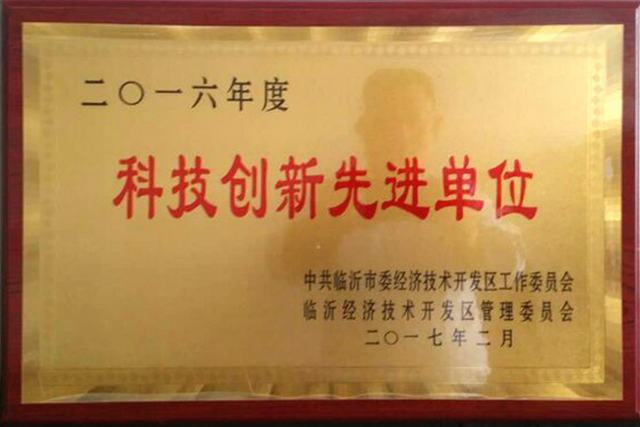 二〇一六年度
科技创新先进单位
中共临沂市委经济技术开发区工作委员会
临沂经济技术开发区管理委员会
二〇一七年二月